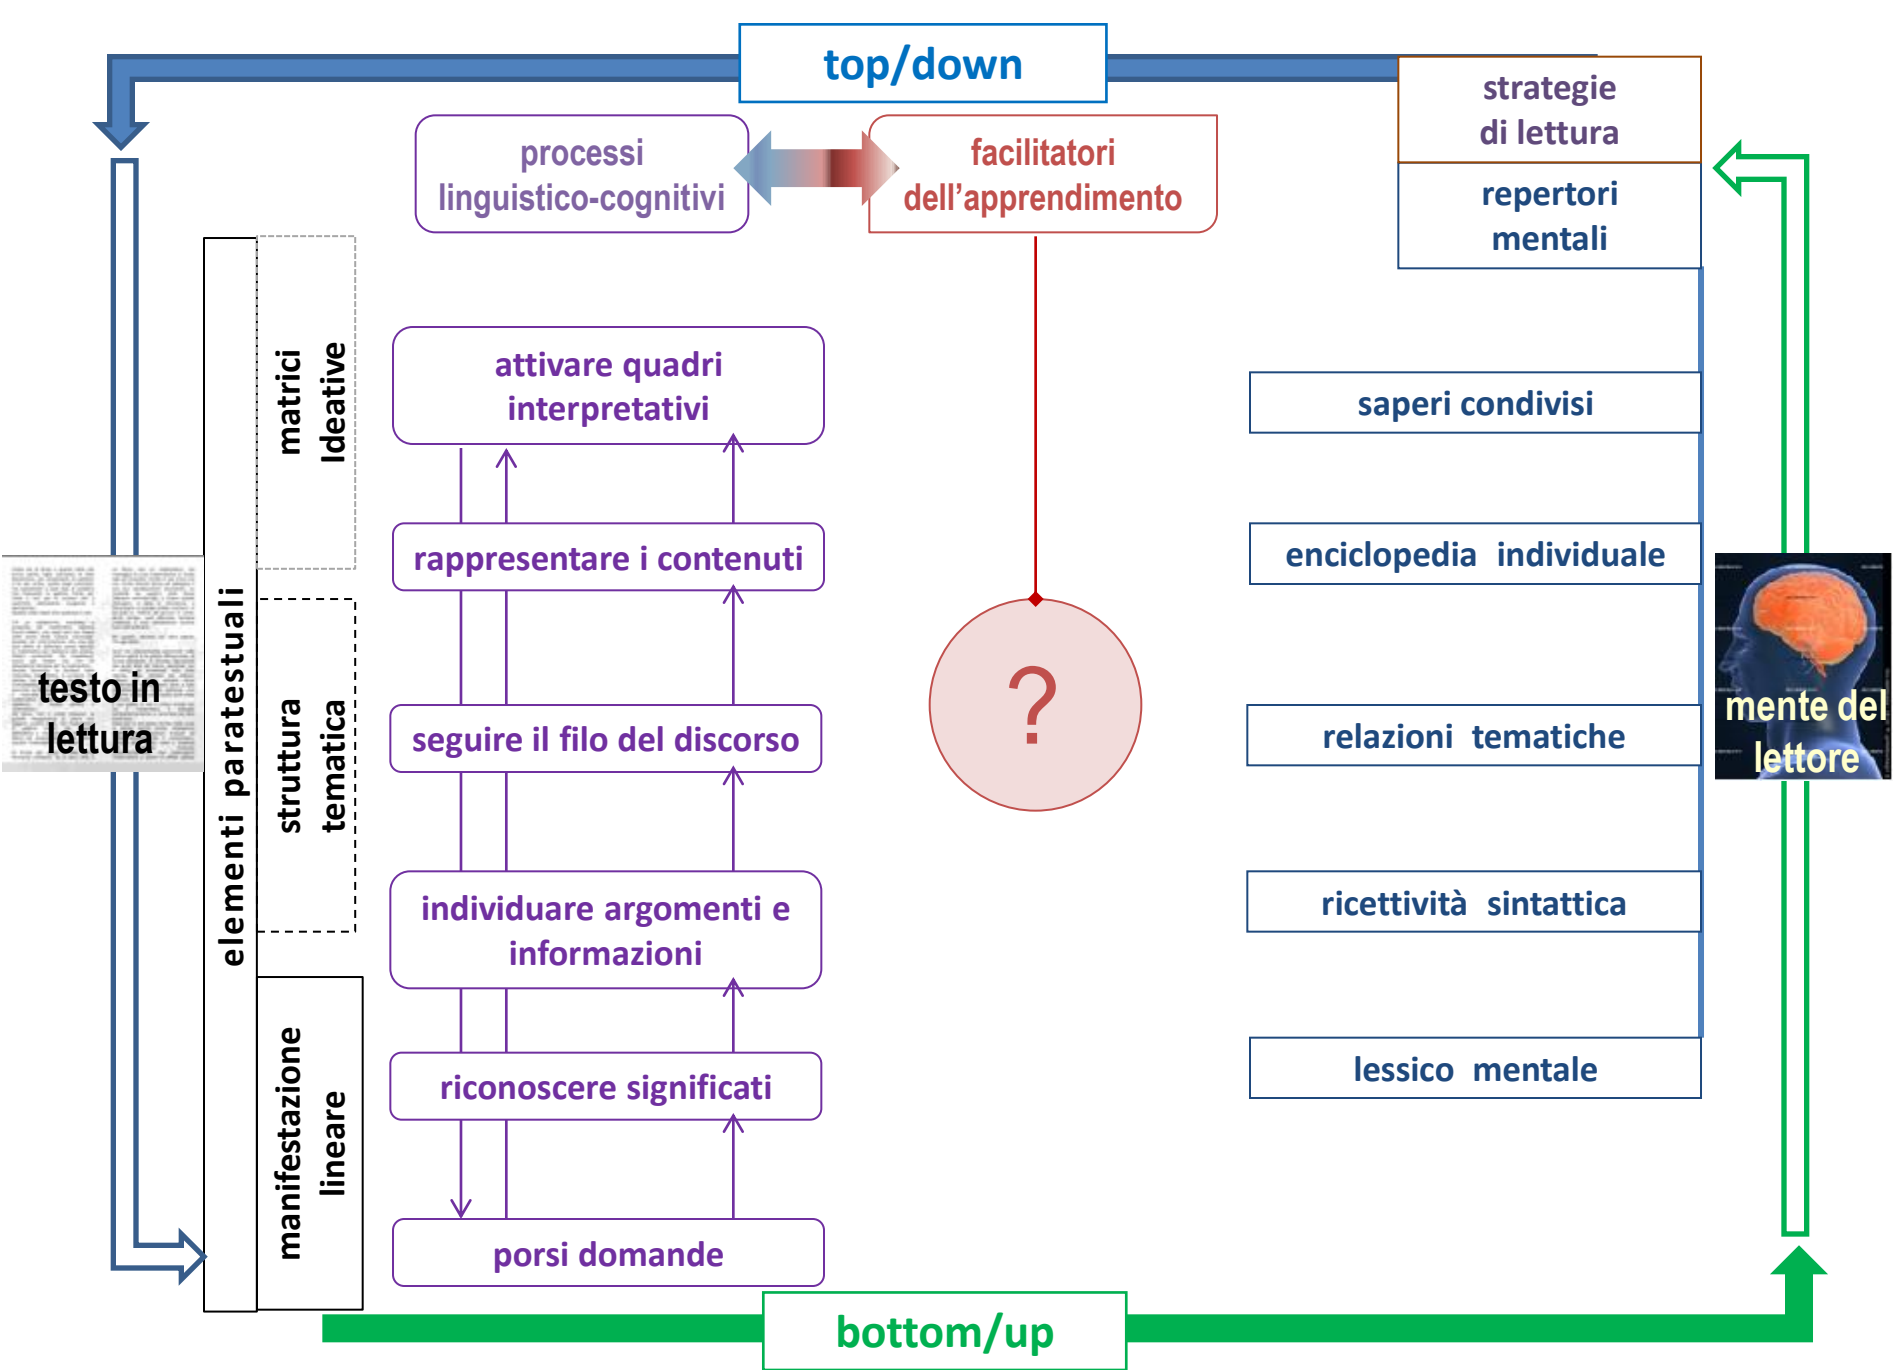 top/down
strategie
di lettura
processi
linguistico-cognitivi
facilitatori
dell’apprendimento
repertori
mentali
matrici
Ideative
attivare quadri
interpretativi
saperi condivisi
rappresentare i contenuti
enciclopedia individuale
elementi paratestuali
testo in
lettura
struttura
tematica
seguire il filo del discorso
?
relazioni tematiche
mente del
lettore
individuare argomenti e
informazioni
ricettività sintattica
manifestazione
lineare
riconoscere significati
lessico mentale
porsi domande
bottom/up